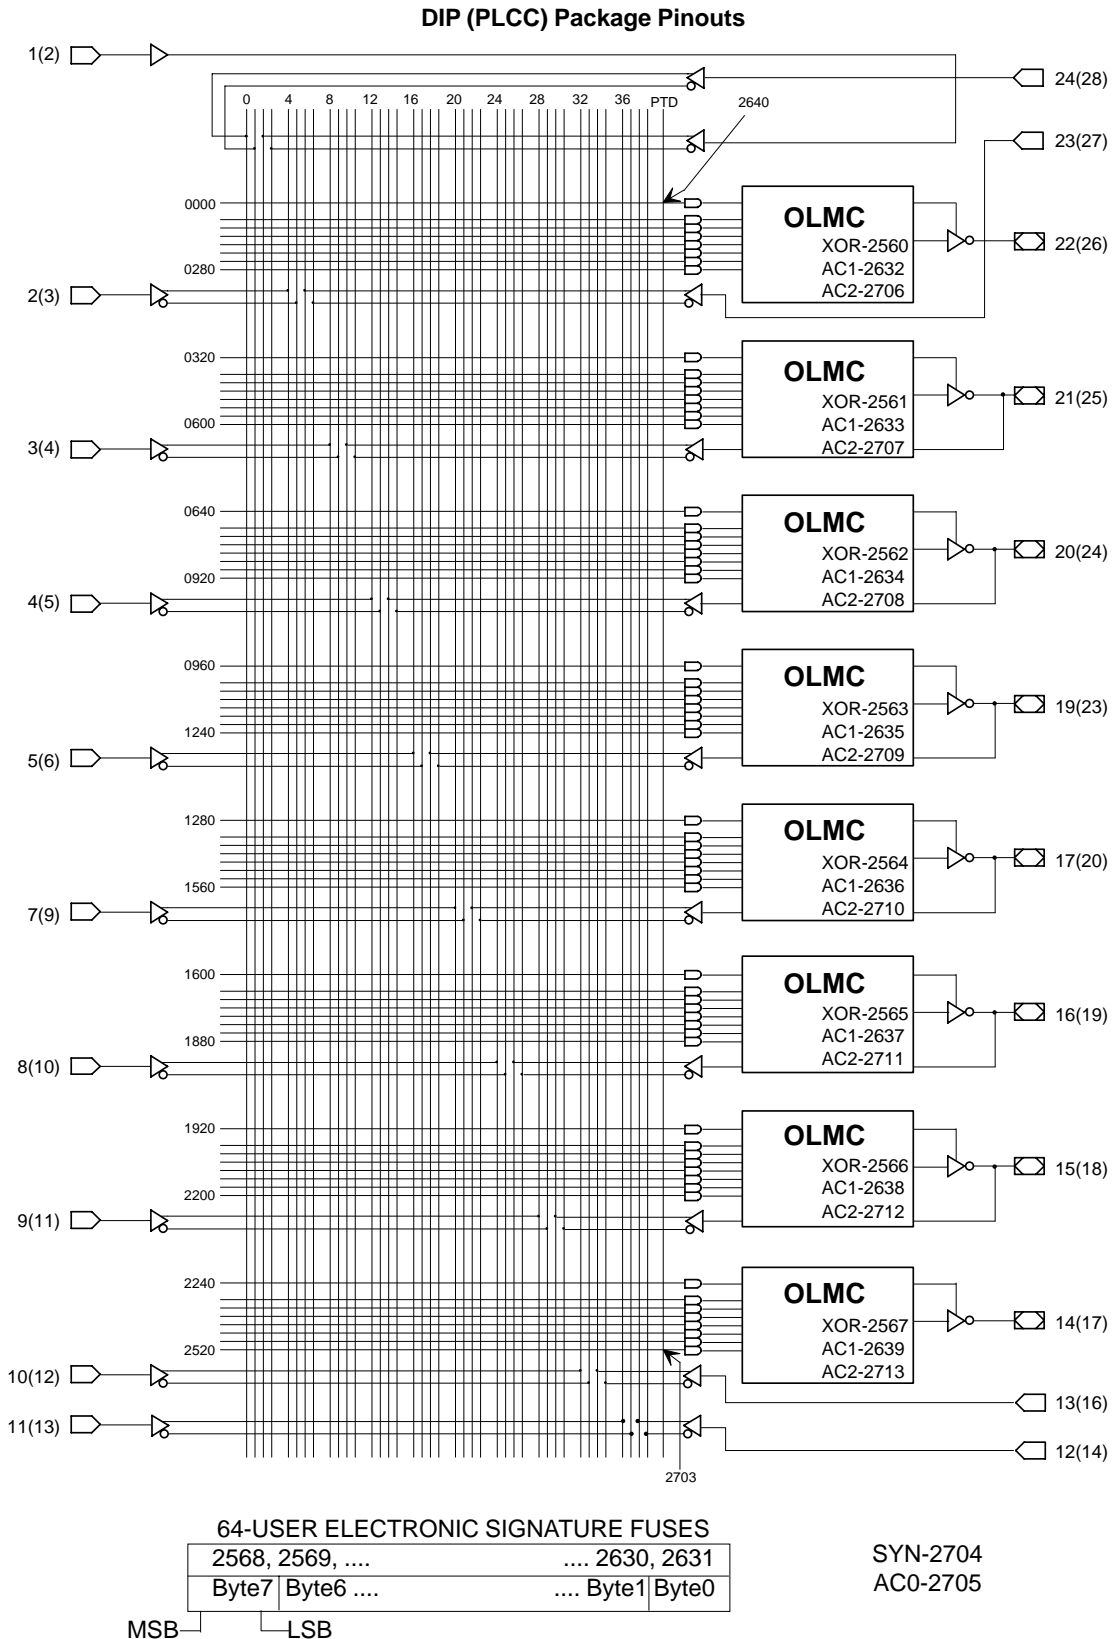 DIP (PLCC) Package Pinouts
1(2)
24(28)
0 4 8 12 16 20 24 28 32 36 PTD
2640
23(27)
0000
OLMC
XOR-2560
22(26)
AC1-2632
0280
AC2-2706
2(3)
0320
OLMC
XOR-2561
21(25)
AC1-2633
0600
AC2-2707
3(4)
0640
OLMC
XOR-2562
20(24)
AC1-2634
0920
AC2-2708
4(5)
0960
OLMC
XOR-2563
19(23)
AC1-2635
1240
AC2-2709
5(6)
1280
OLMC
XOR-2564
17(20)
AC1-2636
1560
AC2-2710
7(9)
1600
OLMC
XOR-2565
16(19)
AC1-2637
1880
AC2-2711
8(10)
1920
OLMC
XOR-2566
15(18)
AC1-2638
2200
AC2-2712
9(11)
2240
OLMC
XOR-2567
14(17)
AC1-2639
2520
AC2-2713
10(12)
13(16)
11(13)
12(14)
2703
64-USER ELECTRONIC SIGNATURE FUSES
2568, 2569, .... .... 2630, 2631
Byte7 Byte6 .... .... Byte1 Byte0
MSB LSB
SYN-2704
AC0-2705